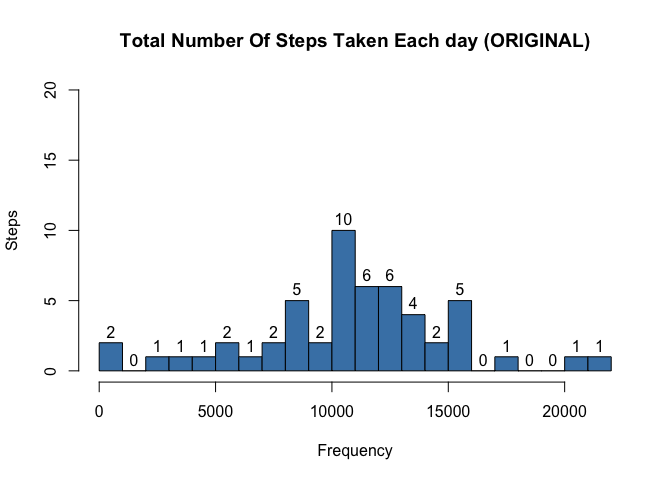 Total Number Of Steps Taken Each day (ORIGINAL)
20
15
10
5
0
Steps
2 0 1 1 1 2 1 2 5 2 10 6 6 4 2 5 0 1 0 0 1 1
0 5000 10000 15000 20000
Frequency